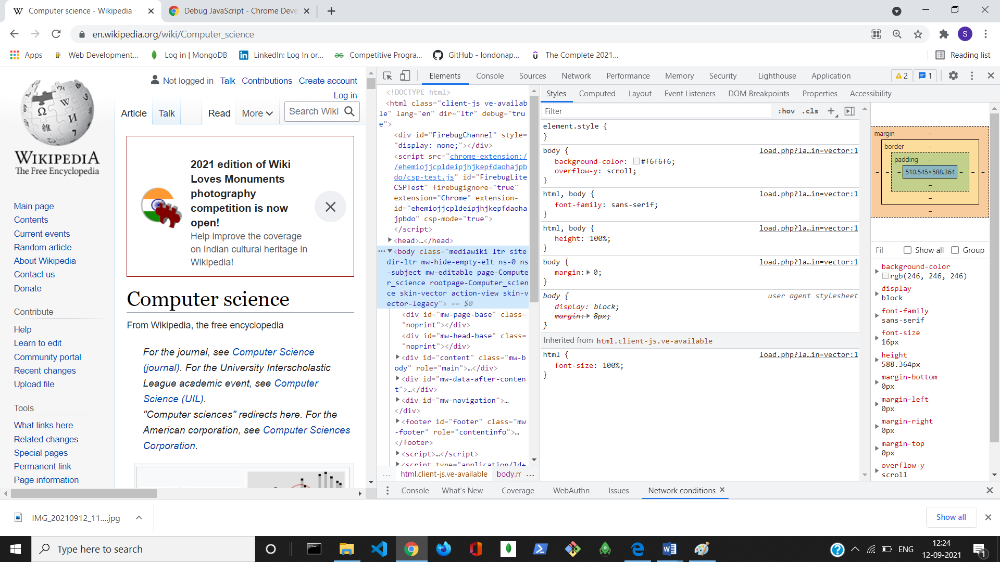 Computer science - Wikipedia
Debug JavaScript - Chrome Deve
en.wikipedia.org/wiki/Computer_science
S
Apps
Web Development...
Log in | MongoDB
LinkedIn: Log In or...
Competitive Progra...
GitHub - londonap...
The Complete 2021...
Reading list
WIKIPEDIA
The Free Encyclopedia
Main page
Contents
Current events
Random article
About Wikipedia
Contact us
Donate
Contribute
Help
Learn to edit
Community portal
Recent changes
Upload file
Tools
What links here
Related changes
Special pages
Permanent link
Page information
Not logged in Talk Contributions Create account
Log in
Article Talk Read More Search Wiki
2021 edition of Wiki
Loves Monuments
photography
competition is now
open!
Help improve the coverage
on Indian cultural heritage in
Wikipedia!
Computer science
From Wikipedia, the free encyclopedia
For the journal, see Computer Science
(journal). For the University Interscholastic
League academic event, see Computer
Science (UIL).
"Computer sciences" redirects here. For the
American corporation, see Computer Sciences
Corporation.
Elements Console Sources Network Performance Memory Security Lighthouse Application 2 1
<!DOCTYPE html>
<html class="client-js ve-availab
le" lang="en" dir="ltr" debug="tru
e">
<div id="FirebugChannel" style=
"display: none;"></div>
<script src="chrome-extension:/
/ehemiojjcpldeipjhjkepfdaohajpb
do/csp-test.js" id="FirebugLite
CSPTest" firebugignore="true"
extension="Chrome" extension-
id="ehemiojjcpldeipjhjkepfdaoha
jpbdo" csp-mode="true">
</script>
<head>…</head>
<body class="mediawiki ltr site
dir-ltr mw-hide-empty-elt ns-0 ns
-subject mw-editable page-Compute
r_science rootpage-Computer_scien
ce skin-vector action-view skin-v
ector-legacy"> == $0
<div id="mw-page-base" class=
"noprint"></div>
<div id="mw-head-base" class=
"noprint"></div>
<div id="content" class="mw-b
ody" role="main">…</div>
<div id="mw-data-after-conten
t">…</div>
<div id="mw-navigation">…
</div>
<footer id="footer" class="mw
-footer" role="contentinfo">…
</footer>
<script>…</script>
<script type="application/ld+
... html.client-js.ve-available body.m ...
Styles Computed Layout Event Listeners DOM Breakpoints Properties Accessibility
Filter :hov .cls +
element.style {
}
body { load.php?la…in=vector:1
background-color: #f6f6f6;
overflow-y: scroll;
}
html, body { load.php?la…in=vector:1
font-family: sans-serif;
}
html, body { load.php?la…in=vector:1
height: 100%;
}
body { load.php?la…in=vector:1
margin: 0;
}
body { user agent stylesheet
display: block;
margin: 8px;
}
Inherited from html.client-js.ve-available
html { load.php?la…in=vector:1
font-size: 100%;
}
margin –
border –
padding –
– – – 510.545×588.364 – – –
–
–
–
Fil Show all Group
background-color
rgb(246, 246, 246)
display
block
font-family
sans-serif
font-size
16px
height
588.364px
margin-bottom
0px
margin-left
0px
margin-right
0px
margin-top
0px
overflow-y
scroll
Console What's New Coverage WebAuthn Issues Network conditions
IMG_20210912_11....jpg
Show all
Type here to search
ENG
12:24
12-09-2021
1